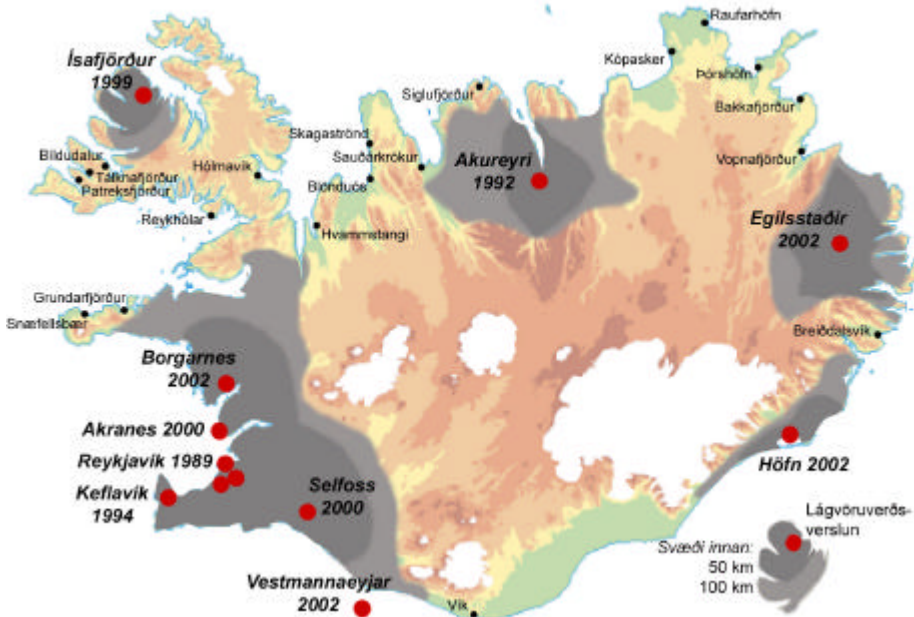 Raufarhöfn
Ísafjörður
1999
Kópasker
Þórshöfn
Siglufjörður
Bakkafjörður
Skagaströnd
Sauðárkrókur
Akureyri
1992
Bíldudalur
Tálknafjörður
Patreksfjörður
Hólmavík
Blönduós
Vopnafjörður
Reykhólar
Egilsstaðir
2002
Hvammstangi
Grundarfjörður
Snæfellsbær
Breiðdalsvík
Borgarnes
2002
Akranes 2000
Reykjavík 1989
Höfn 2002
Keflavík
1994
Selfoss
2000
Lágvöruverðs-
verslun
Svæði innan:
50 km
100 km
Vestmannaeyjar
2002
Vík